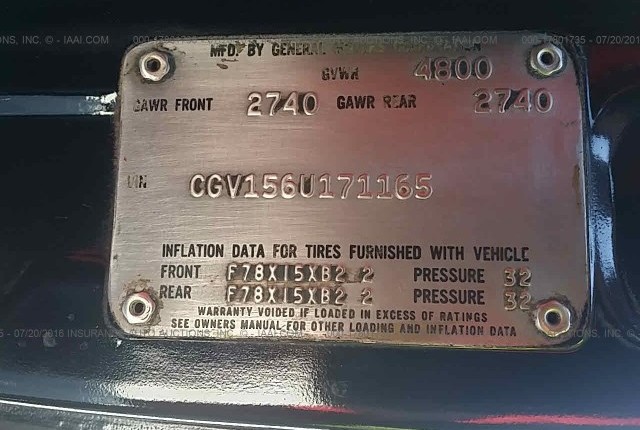 MFD. BY GENERAL MOTORS CORPORATION
GVWR 4800
GAWR FRONT 2740 GAWR REAR 2740
VIN CGV156U171165
INFLATION DATA FOR TIRES FURNISHED WITH VEHICLE
FRONT F78X15XB2 2 PRESSURE 32
REAR F78X15XB2 2 PRESSURE 32
WARRANTY VOIDED IF LOADED IN EXCESS OF RATINGS
SEE OWNERS MANUAL FOR OTHER LOADING AND INFLATION DATA